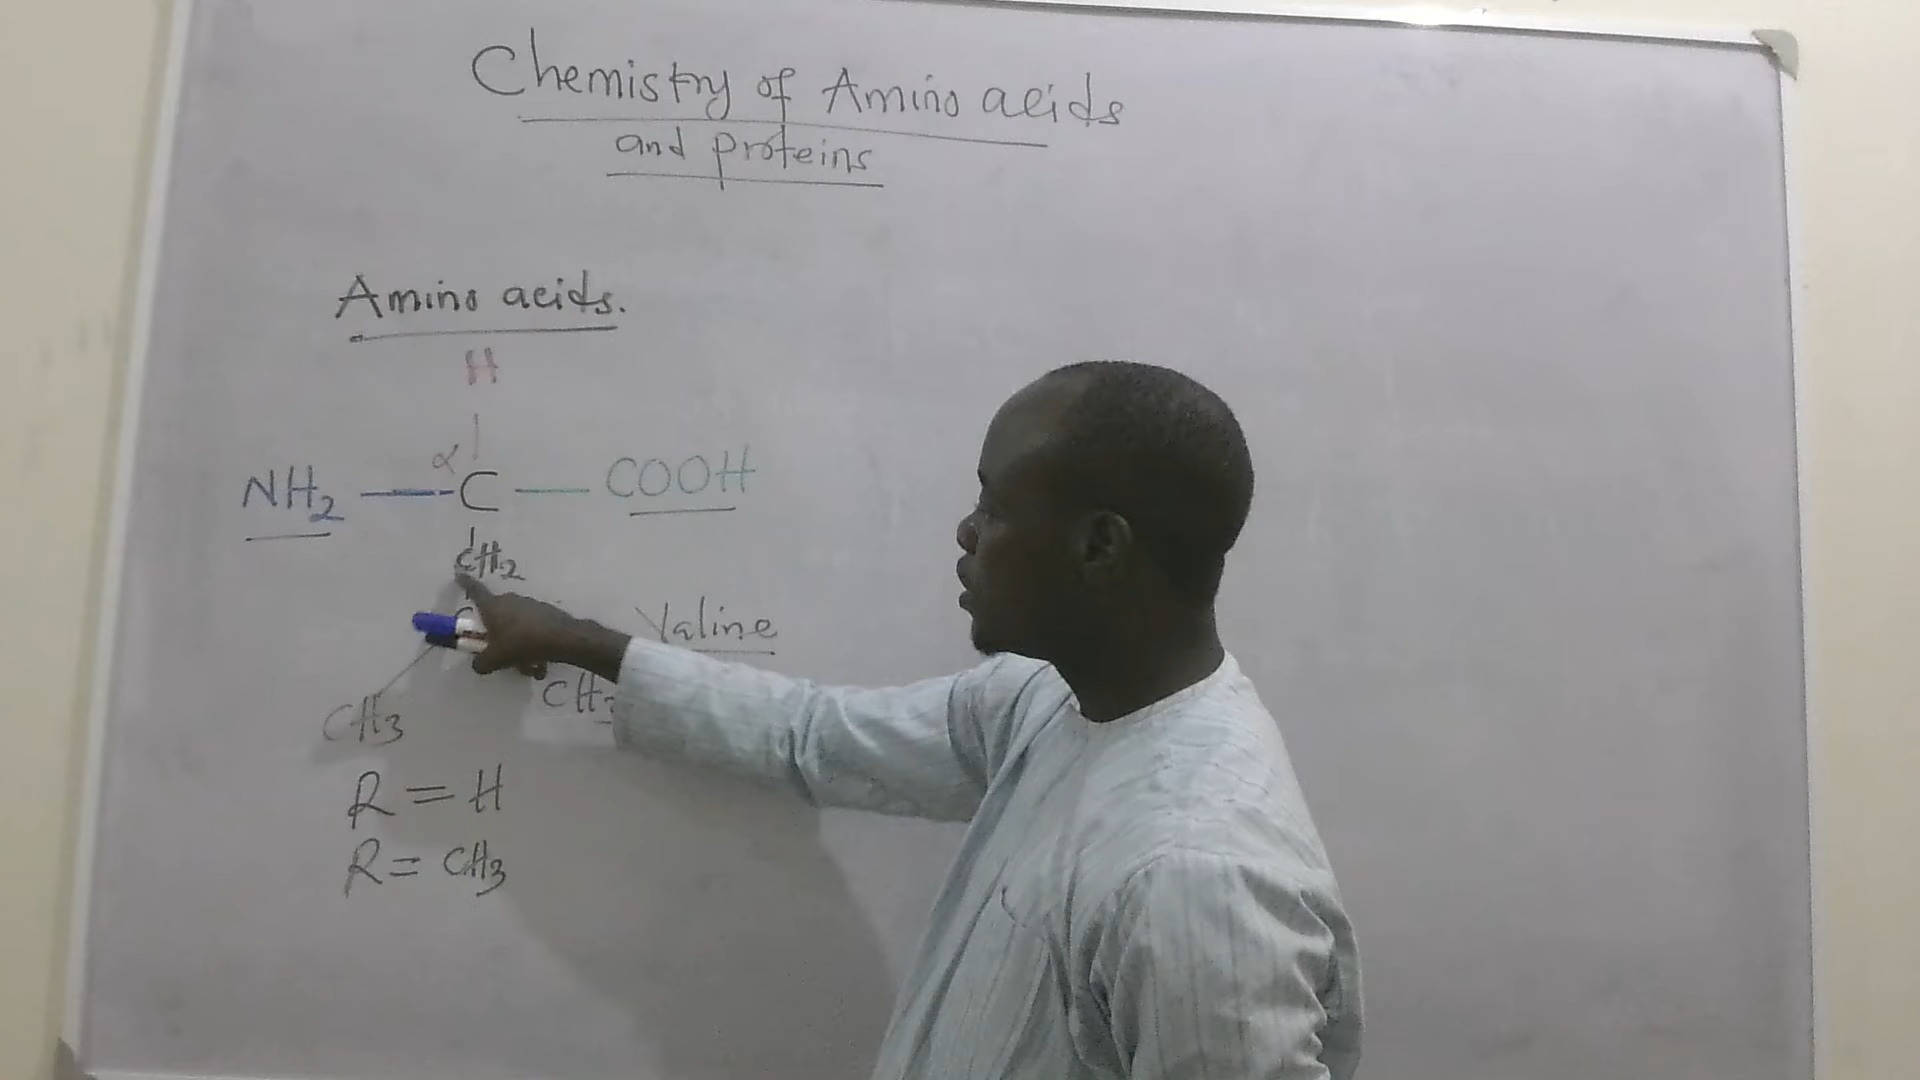 Chemistry of Amino acids
and proteins
Amino acids.
H
α
NH2 — C — COOH
CH2
Valine
CH3
CH3
R = H
R = CH3